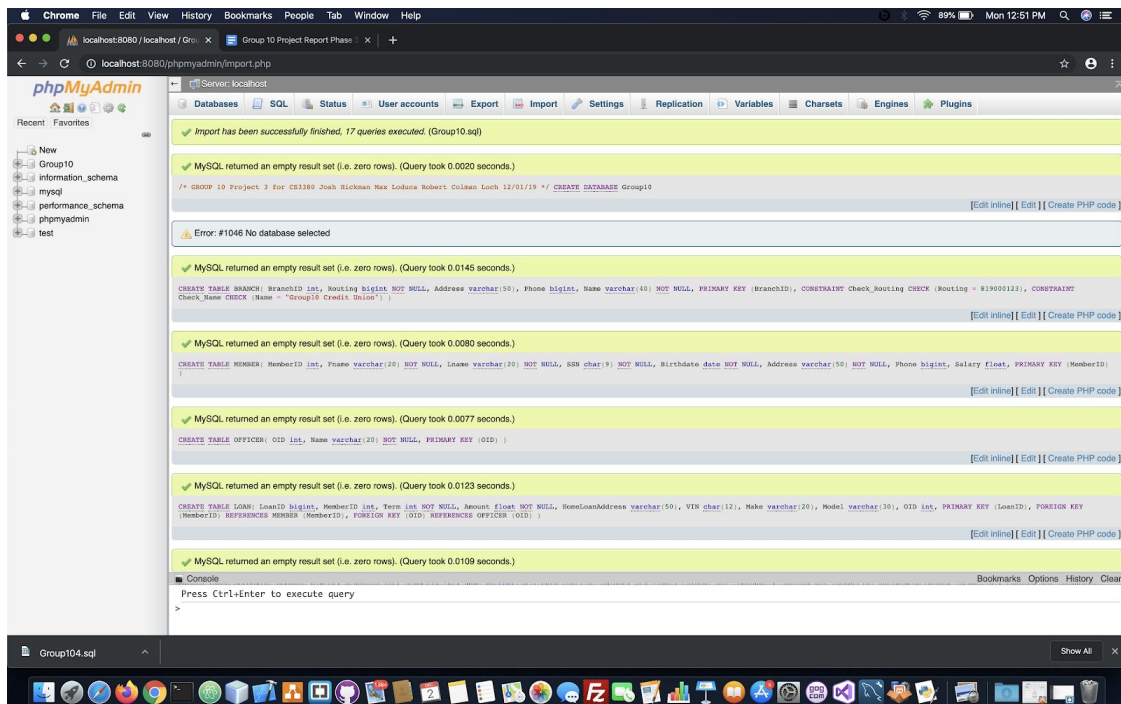 Chrome File Edit View History Bookmarks People Tab Window Help 89% Mon 12:51 PM
localhost:8080 / localhost / Gro Group 10 Project Report Phase
localhost:8080/phpmyadmin/import.php
phpMyAdmin
Recent Favorites
New
Group10
information_schema
mysql
performance_schema
phpmyadmin
test
Server: localhost
Databases SQL Status User accounts Export Import Settings Replication Variables Charsets Engines Plugins
Import has been successfully finished, 17 queries executed. (Group10.sql)
MySQL returned an empty result set (i.e. zero rows). (Query took 0.0020 seconds.)
/* GROUP 10 Project 3 for CS3380 Josh Hickman Max Loduca Robert Colman Loch 12/01/19 */ CREATE DATABASE Group10
[Edit inline] [ Edit ] [ Create PHP code ]
Error: #1046 No database selected
MySQL returned an empty result set (i.e. zero rows). (Query took 0.0145 seconds.)
CREATE TABLE BRANCH( BranchID int, Routing bigint NOT NULL, Address varchar(50), Phone bigint, Name varchar(40) NOT NULL, PRIMARY KEY (BranchID), CONSTRAINT Check_Routing CHECK (Routing = 819000123), CONSTRAINT
Check_Name CHECK (Name = "Group10 Credit Union") )
[Edit inline] [ Edit ] [ Create PHP code ]
MySQL returned an empty result set (i.e. zero rows). (Query took 0.0080 seconds.)
CREATE TABLE MEMBER( MemberID int, Fname varchar(20) NOT NULL, Lname varchar(20) NOT NULL, SSN char(9) NOT NULL, Birthdate date NOT NULL, Address varchar(50) NOT NULL, Phone bigint, Salary float, PRIMARY KEY (MemberID)
)
[Edit inline] [ Edit ] [ Create PHP code ]
MySQL returned an empty result set (i.e. zero rows). (Query took 0.0077 seconds.)
CREATE TABLE OFFICER( OID int, Name varchar(20) NOT NULL, PRIMARY KEY (OID) )
[Edit inline] [ Edit ] [ Create PHP code ]
MySQL returned an empty result set (i.e. zero rows). (Query took 0.0123 seconds.)
CREATE TABLE LOAN( LoanID bigint, MemberID int, Term int NOT NULL, Amount float NOT NULL, HomeLoanAddress varchar(50), VIN char(12), Make varchar(20), Model varchar(30), OID int, PRIMARY KEY (LoanID), FOREIGN KEY
(MemberID) REFERENCES MEMBER (MemberID), FOREIGN KEY (OID) REFERENCES OFFICER (OID) )
[Edit inline] [ Edit ] [ Create PHP code ]
MySQL returned an empty result set (i.e. zero rows). (Query took 0.0109 seconds.)
Console Bookmarks Options History Clear
Press Ctrl+Enter to execute query
>
Group104.sql Show All